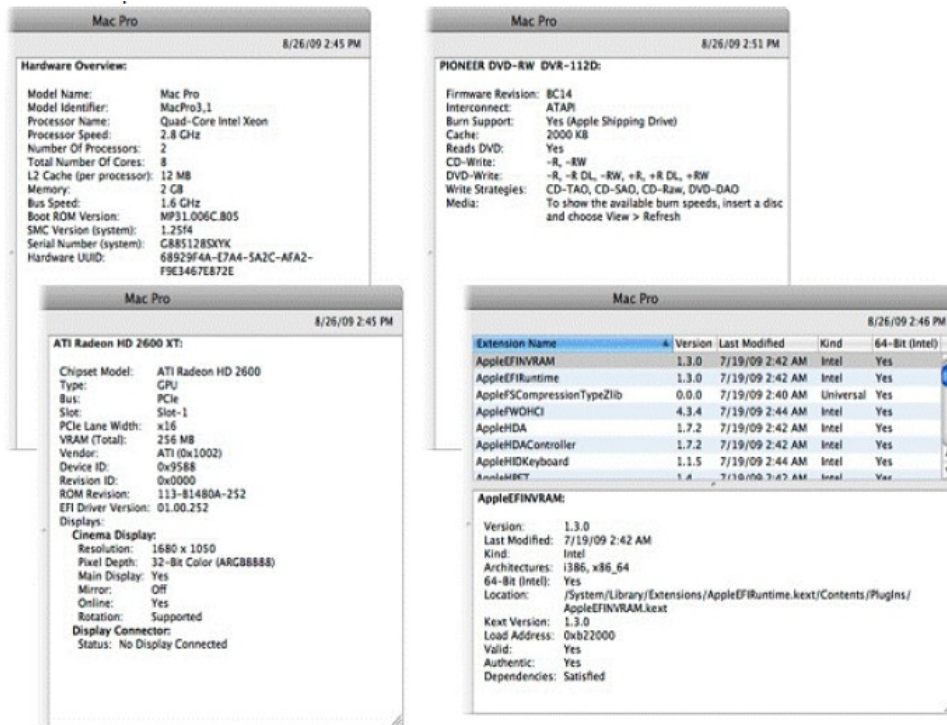 Mac Pro
8/26/09 2:45 PM
Hardware Overview:
Model Name: Mac Pro
Model Identifier: MacPro3,1
Processor Name: Quad-Core Intel Xeon
Processor Speed: 2.8 GHz
Number Of Processors: 2
Total Number Of Cores: 8
L2 Cache (per processor): 12 MB
Memory: 2 GB
Bus Speed: 1.6 GHz
Boot ROM Version: MP31.006C.B05
SMC Version (system): 1.25f4
Serial Number (system): G885128SXYK
Hardware UUID: 68929F4A-E7A4-5A2C-AFA2-
F9E3467E872E
Mac Pro
8/26/09 2:51 PM
PIONEER DVD-RW DVR-112D:
Firmware Revision: BC14
Interconnect: ATAPI
Burn Support: Yes (Apple Shipping Drive)
Cache: 2000 KB
Reads DVD: Yes
CD-Write: -R, -RW
DVD-Write: -R, -R DL, -RW, +R, +R DL, +RW
Write Strategies: CD-TAO, CD-SAO, CD-Raw, DVD-DAO
Media: To show the available burn speeds, insert a disc
and choose View > Refresh
Mac Pro
8/26/09 2:45 PM
ATI Radeon HD 2600 XT:
Chipset Model: ATI Radeon HD 2600
Type: GPU
Bus: PCIe
Slot: Slot-1
PCIe Lane Width: x16
VRAM (Total): 256 MB
Vendor: ATI (0x1002)
Device ID: 0x9588
Revision ID: 0x0000
ROM Revision: 113-B1480A-252
EFI Driver Version: 01.00.252
Displays:
Cinema Display:
Resolution: 1680 x 1050
Pixel Depth: 32-Bit Color (ARGB8888)
Main Display: Yes
Mirror: Off
Online: Yes
Rotation: Supported
Display Connector:
Status: No Display Connected
Mac Pro
8/26/09 2:46 PM
Extension Name Version Last Modified Kind 64-Bit (Intel)
AppleEFINVRAM 1.3.0 7/19/09 2:42 AM Intel Yes
AppleEFIRuntime 1.3.0 7/19/09 2:42 AM Intel Yes
AppleFSCompressionTypeZlib 0.0.0 7/19/09 2:40 AM Universal Yes
AppleFWOHCI 4.3.4 7/19/09 2:44 AM Intel Yes
AppleHDA 1.7.2 7/19/09 2:42 AM Intel Yes
AppleHDAController 1.7.2 7/19/09 2:42 AM Intel Yes
AppleHIDKeyboard 1.1.5 7/19/09 2:44 AM Intel Yes
AppleHPET 1.4 7/19/09 2:42 AM Intel Yes
AppleEFINVRAM:
Version: 1.3.0
Last Modified: 7/19/09 2:42 AM
Kind: Intel
Architectures: i386, x86_64
64-Bit (Intel): Yes
Location: /System/Library/Extensions/AppleEFIRuntime.kext/Contents/PlugIns/
AppleEFINVRAM.kext
Kext Version: 1.3.0
Load Address: 0xb22000
Valid: Yes
Authentic: Yes
Dependencies: Satisfied